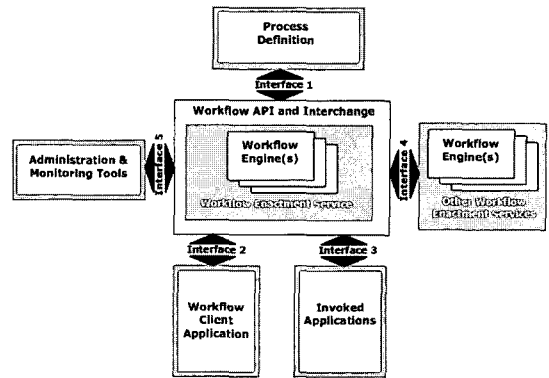 Process
Definition
Interface 1
Workflow API and Interchange
Workflow
Engine(s)
Workflow Enactment Service
Administration &
Monitoring Tools
Interface 5
Interface 4
Workflow
Engine(s)
Other Workflow
Enactment Services
Interface 2
Interface 3
Workflow
Client
Application
Invoked
Applications